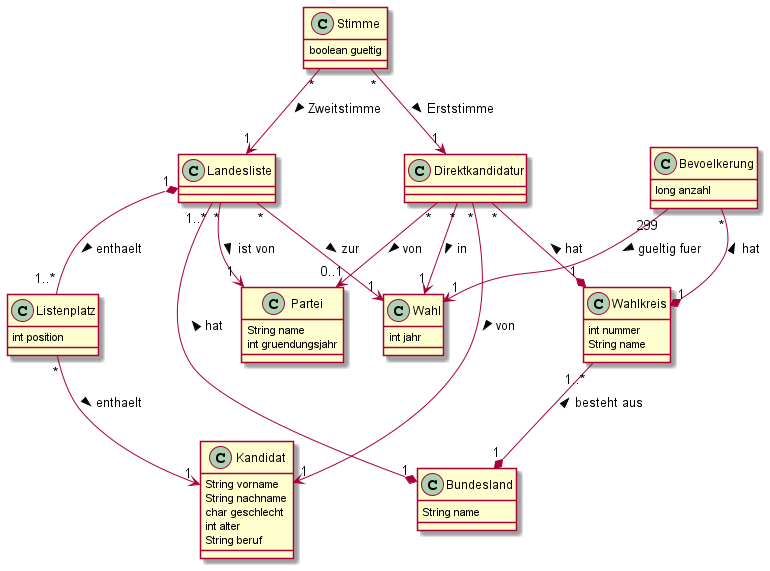 C Stimme
boolean gueltig
* *
Zweitstimme
Erststimme
1 1
C Landesliste
C Direktkandidatur
C Bevoelkerung
long anzahl
1
1..* * *
* * * *
299 *
enthaelt
ist von
zur
von
in
hat
gueltig fuer
hat
1..*
1 0..1 1 1 1 1 1
C Listenplatz
int position
C Partei
String name
int gruendungsjahr
C Wahl
int jahr
C Wahlkreis
int nummer
String name
hat
von
*
1..*
enthaelt
besteht aus
1 1 1 1
C Kandidat
String vorname
String nachname
char geschlecht
int alter
String beruf
C Bundesland
String name